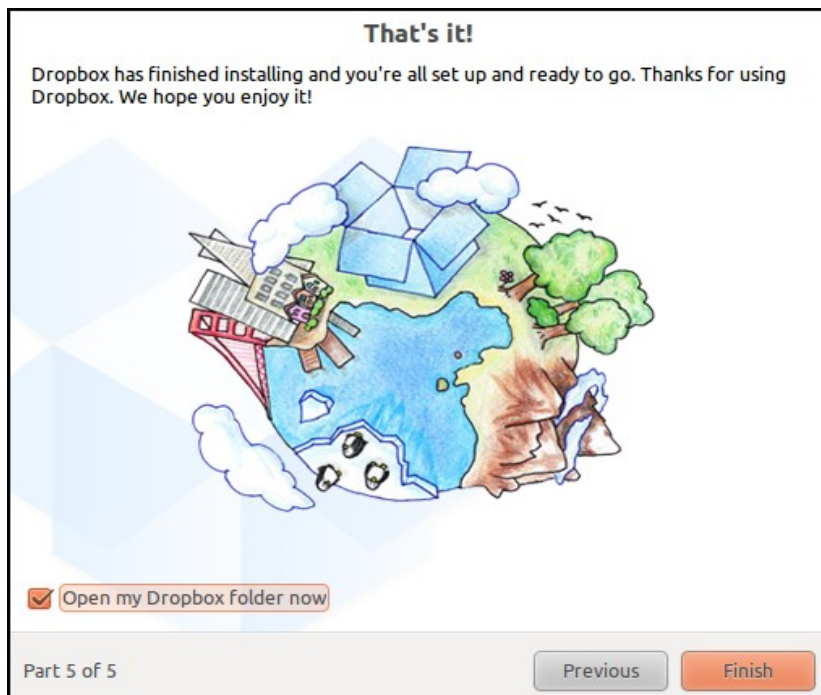 That's it!
Dropbox has finished installing and you're all set up and ready to go. Thanks for using
Dropbox. We hope you enjoy it!
Open my Dropbox folder now
Part 5 of 5
Previous
Finish